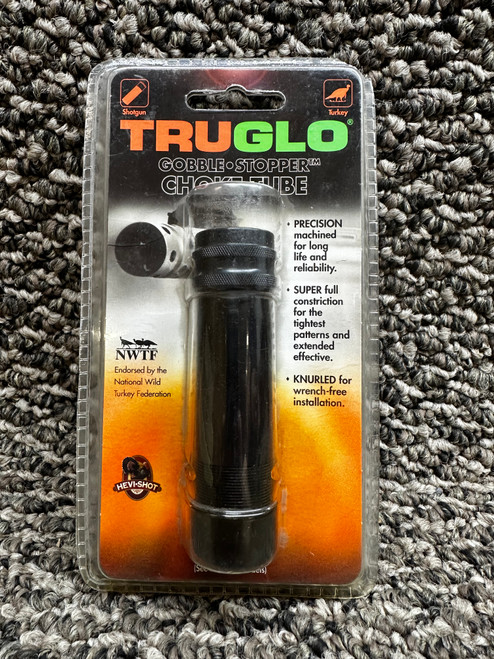 Shotgun
Turkey
TRUGLO®
GOBBLE•STOPPER™
CHOKE TUBE
• PRECISION
machined
for long
life and
reliability.
• SUPER full
constriction
for the
tightest
patterns and
extended
effective.
• KNURLED for
wrench-free
installation.
NWTF
Endorsed by the
National Wild
Turkey Federation
HEVI•SHOT